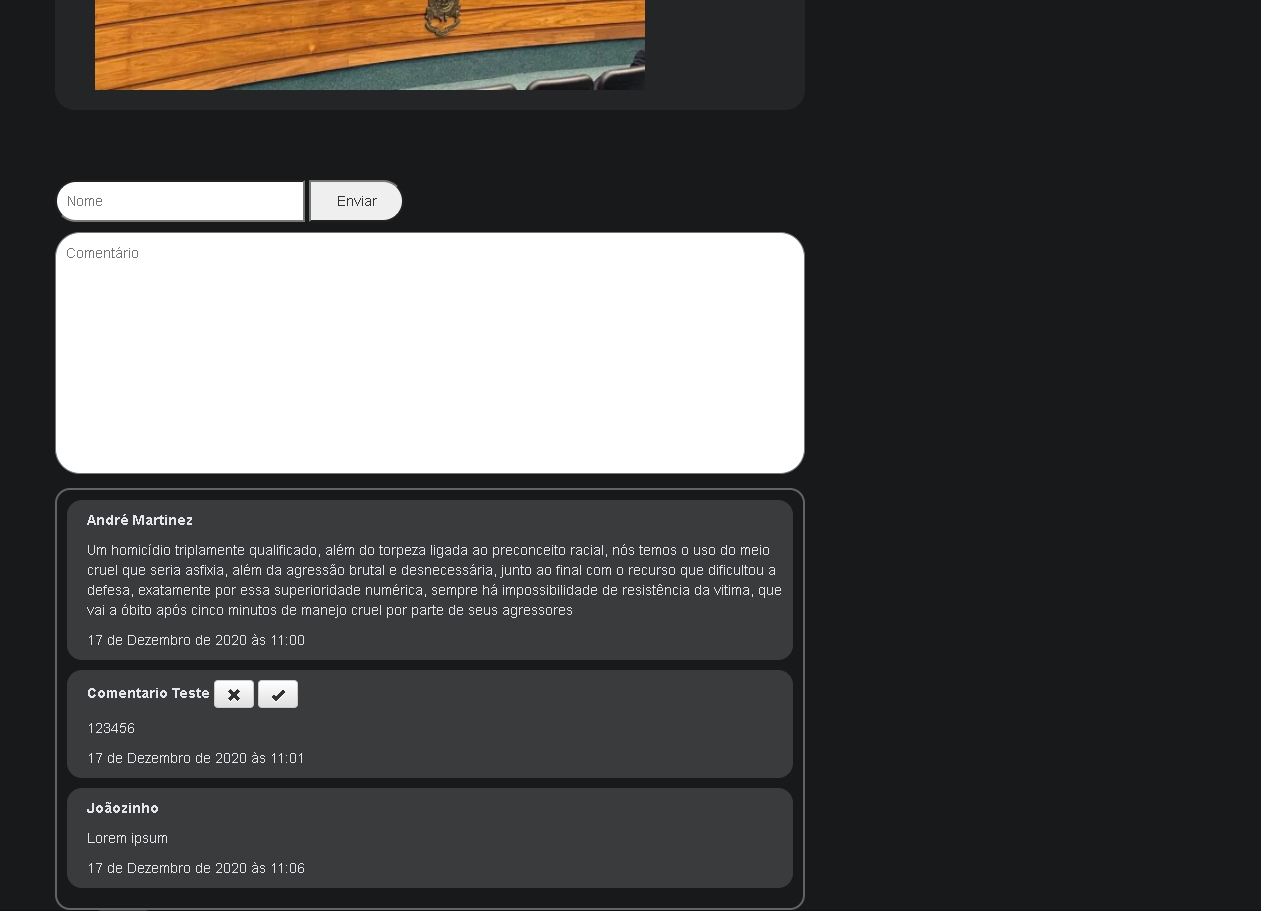 Nome
Enviar
Comentário
André Martinez
Um homicídio triplamente qualificado, além do torpeza ligada ao preconceito racial, nós temos o uso do meio
cruel que seria asfixia, além da agressão brutal e desnecessária, junto ao final com o recurso que dificultou a
defesa, exatamente por essa superioridade numérica, sempre há impossibilidade de resistência da vitima, que
vai a óbito após cinco minutos de manejo cruel por parte de seus agressores
17 de Dezembro de 2020 às 11:00
Comentario Teste
123456
17 de Dezembro de 2020 às 11:01
Joãozinho
Lorem ipsum
17 de Dezembro de 2020 às 11:06